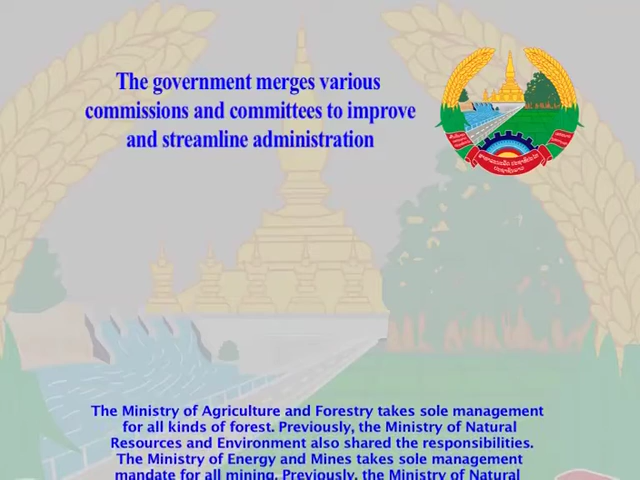 The government merges various
commissions and committees to improve
and streamline administration
The Ministry of Agriculture and Forestry takes sole management
for all kinds of forest. Previously, the Ministry of Natural
Resources and Environment also shared the responsibilities.
The Ministry of Energy and Mines takes sole management
mandate for all mining. Previously, the Ministry of Natural